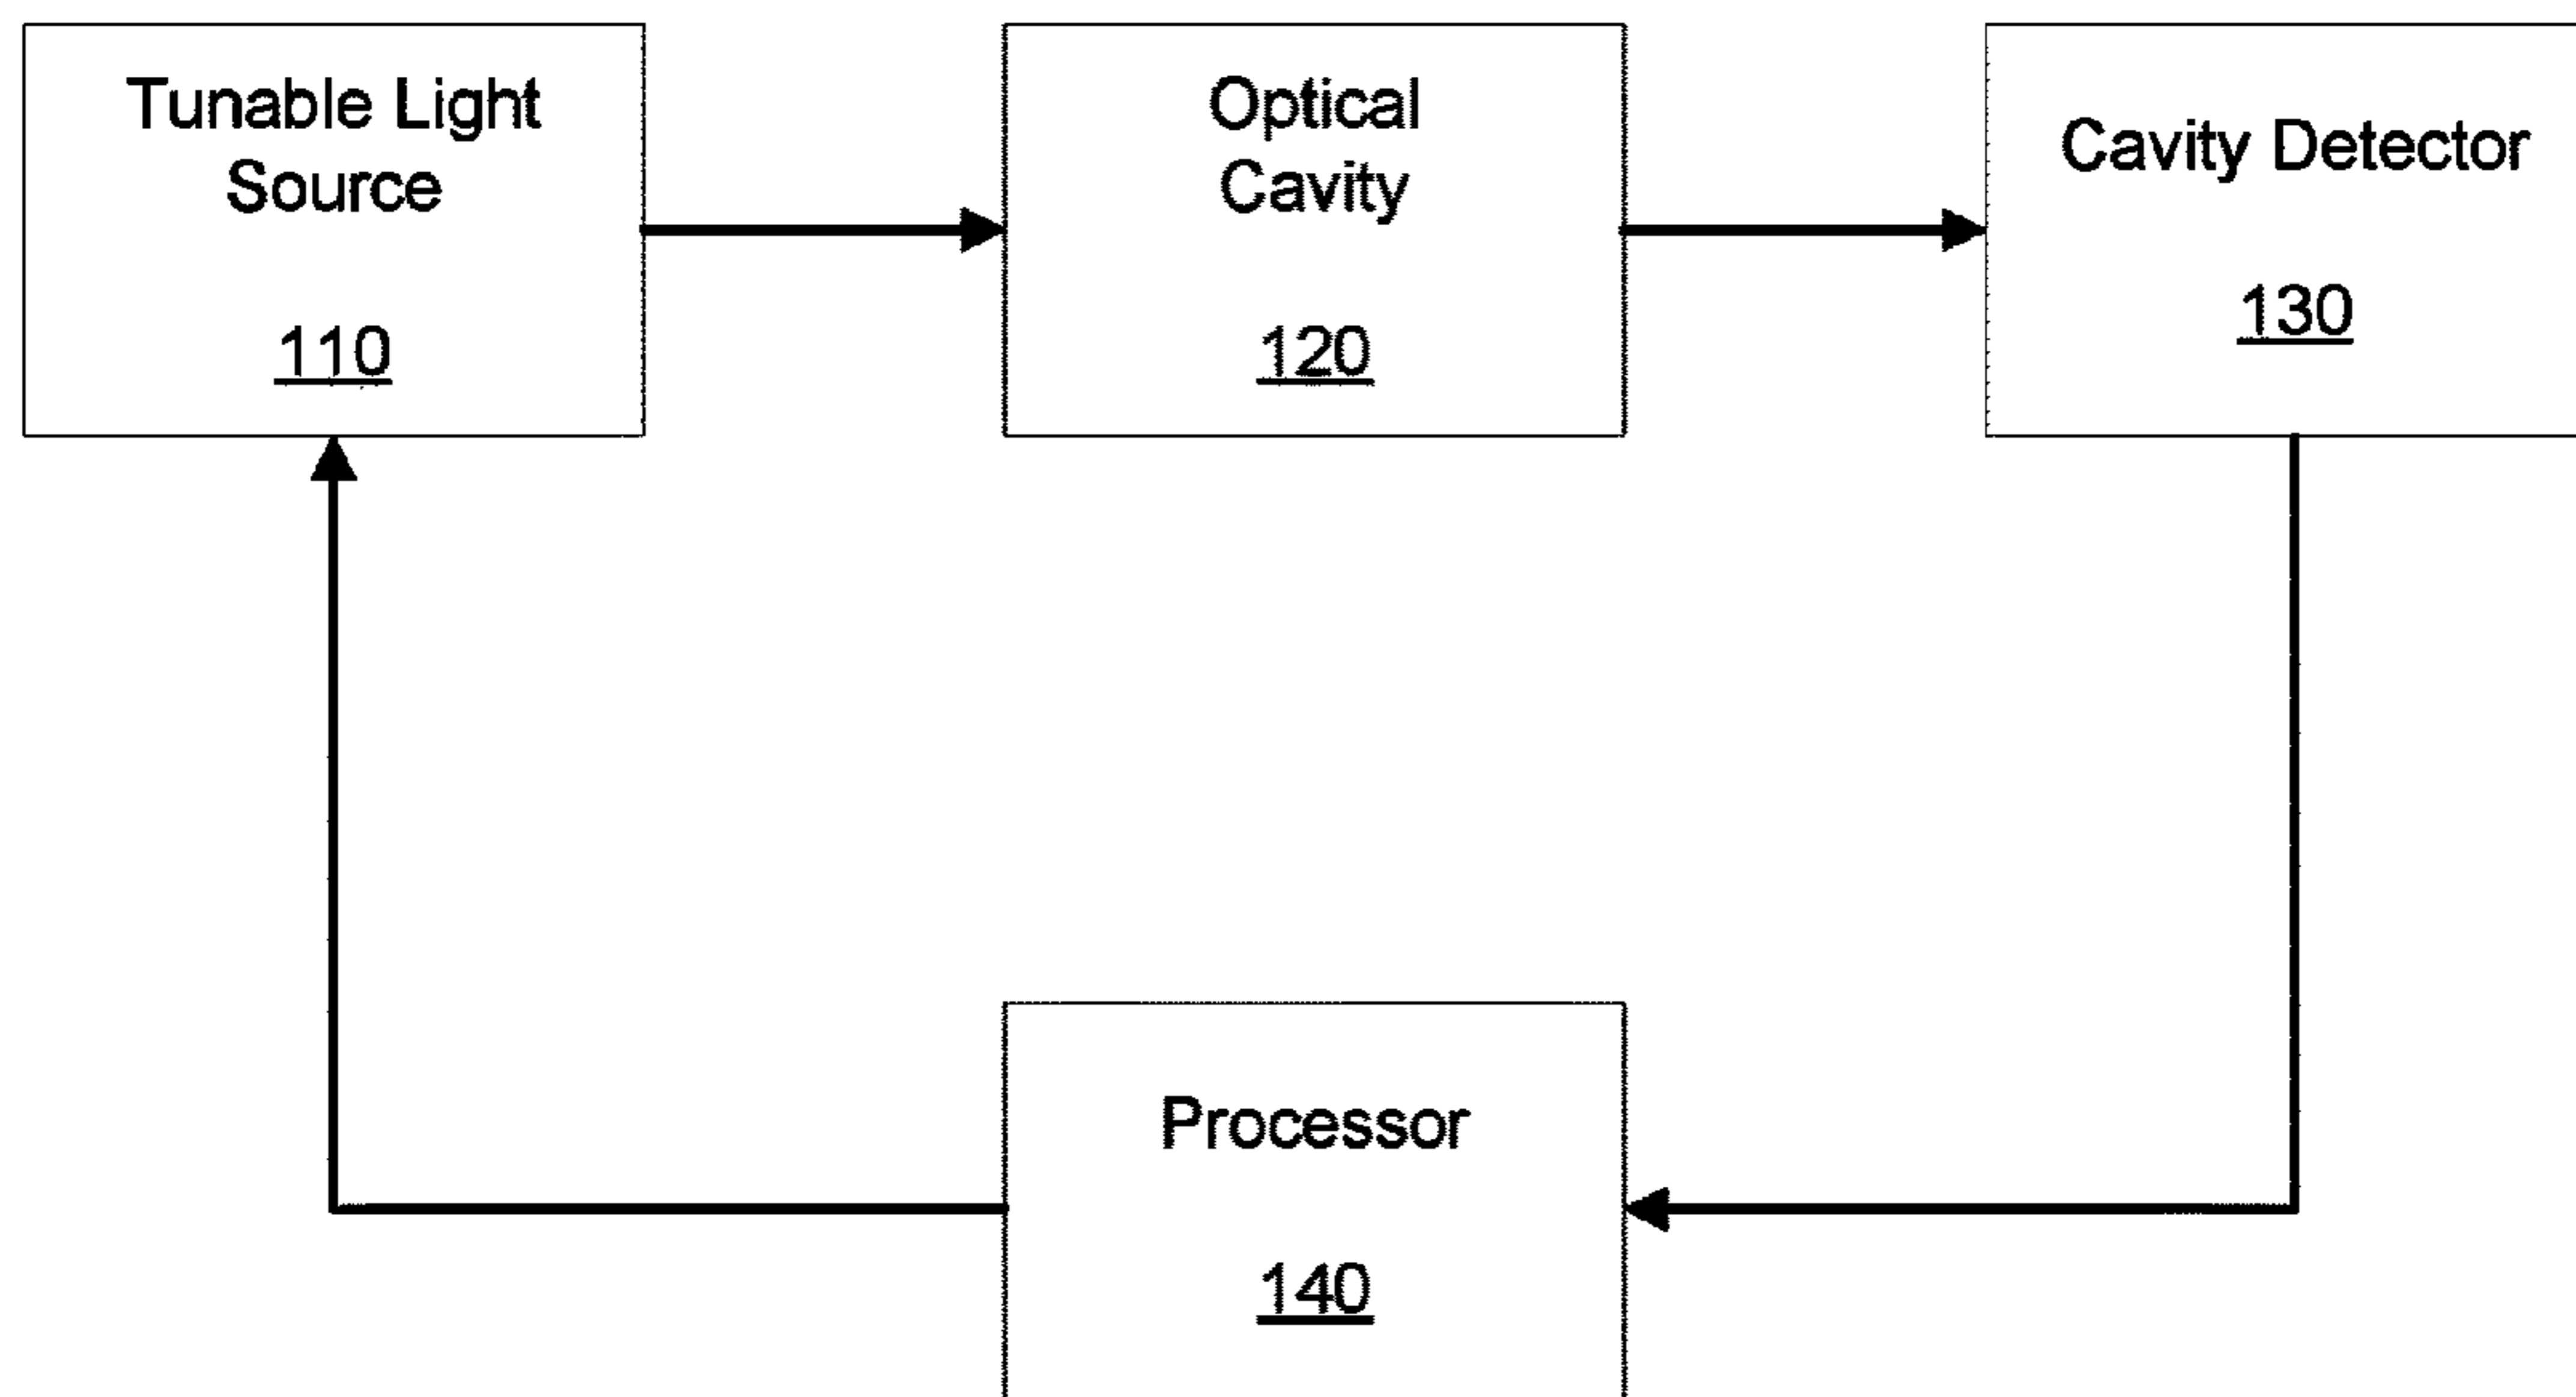 Tunable Light
Source
110
Optical
Cavity
120
Cavity Detector
130
Processor
140